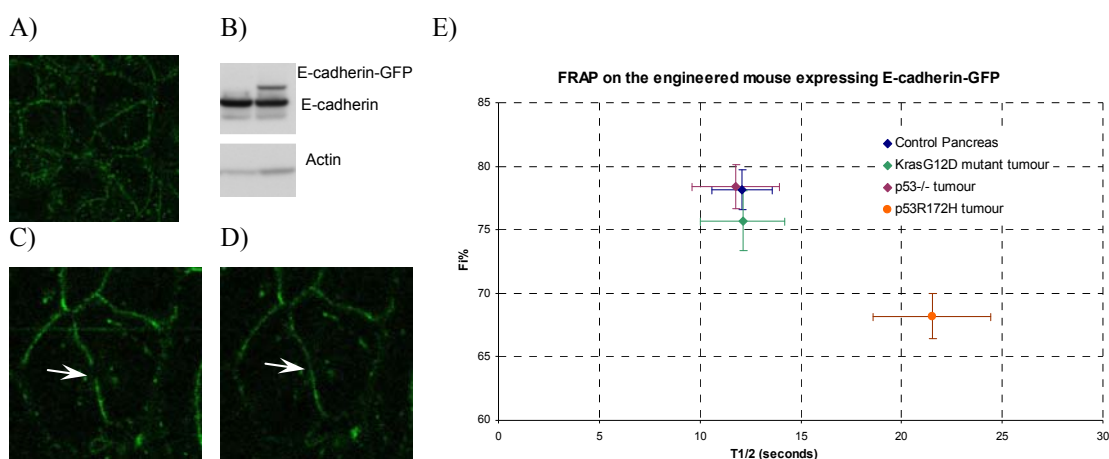 A)
B)
E-cadherin-GFP
E-cadherin
Actin
C)
D)
E)
FRAP on the engineered mouse expressing E-cadherin-GFP
85
80
75
70
65
60
Fi%
0
5
10
15
20
25
30
T1/2 (seconds)
Control Pancreas
KrasG12D mutant tumour
p53-/- tumour
p53R172H tumour